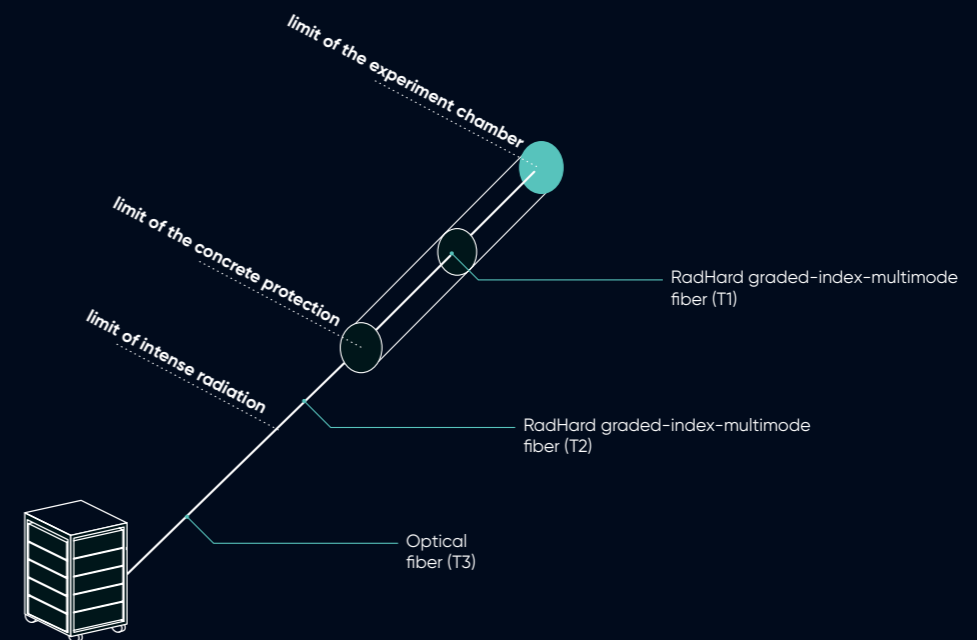 limit of the experiment chamber
limit of the concrete protection
RadHard graded-index-multimode
fiber (T1)
limit of intense radiation
RadHard graded-index-multimode
fiber (T2)
Optical
fiber (T3)